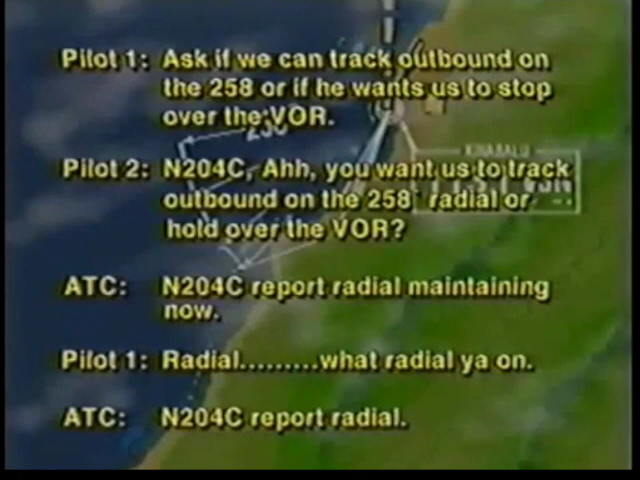 Pilot 1: Ask if we can track outbound on
the 258 or if he wants us to stop
over the VOR.
Pilot 2: N204C, Ahh, you want us to track
outbound on the 258° radial or
hold over the VOR?
ATC: N204C report radial maintaining
now.
Pilot 1: Radial.........what radial ya on.
ATC: N204C report radial.
KINABALU